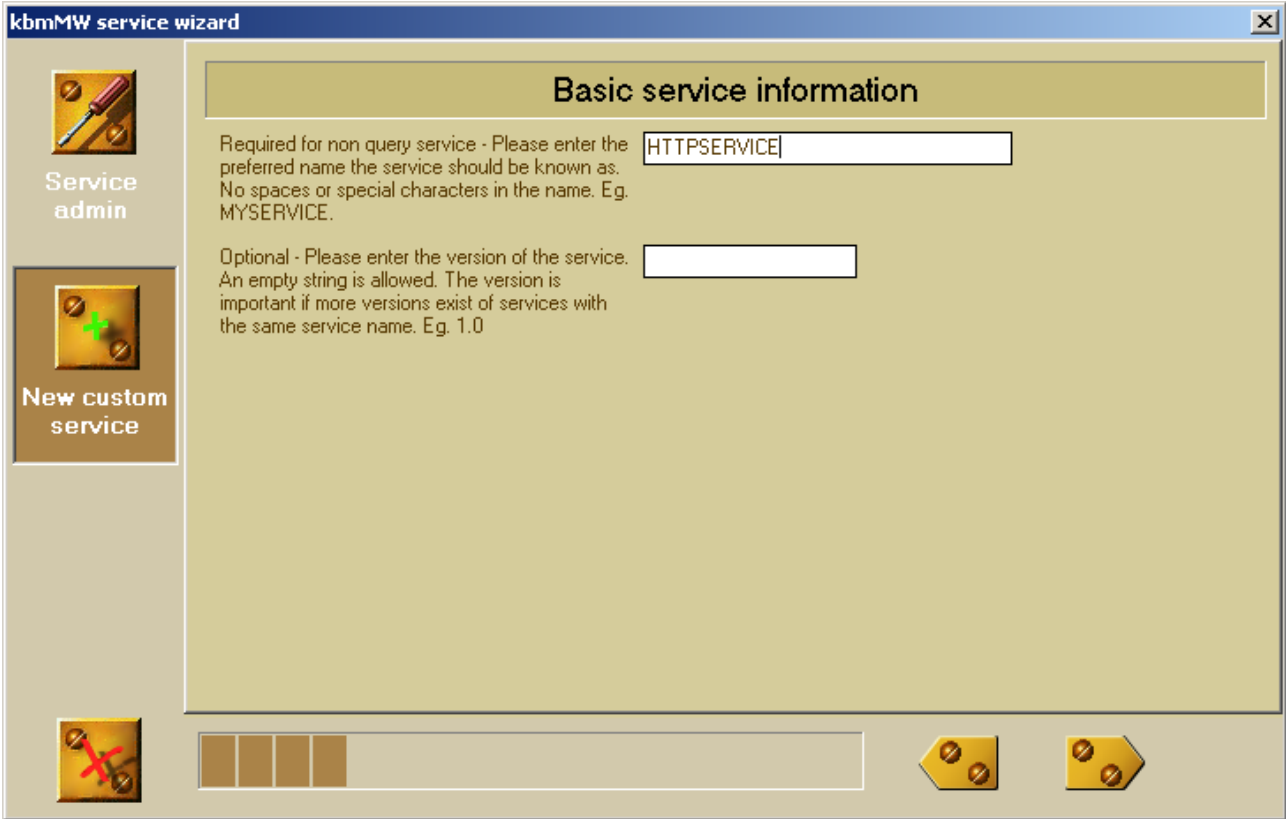 kbmMW service wizard
Service
admin
New custom
service
Basic service information
Required for non query service - Please enter the
preferred name the service should be known as.
No spaces or special characters in the name. Eg.
MYSERVICE.
HTTPSERVICE
Optional - Please enter the version of the service.
An empty string is allowed. The version is
important if more versions exist of services with
the same service name. Eg. 1.0